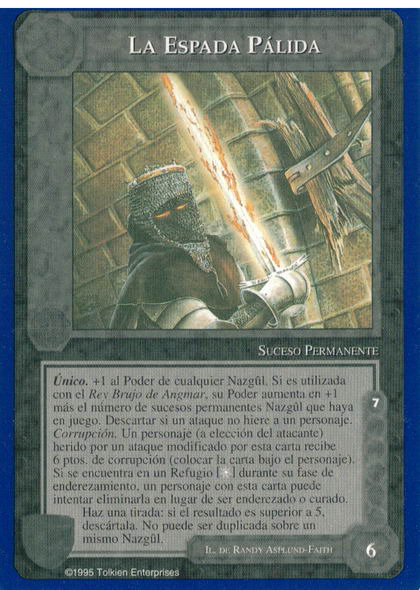 LA ESPADA PÁLIDA
SUCESO PERMANENTE
Único. +1 al Poder de cualquier Nazgûl. Si es utilizada
con el Rey Brujo de Angmar, su Poder aumenta en +1
más el número de sucesos permanentes Nazgûl que haya
en juego. Descartar si un ataque no hiere a un personaje.
Corrupción. Un personaje (a elección del atacante)
herido por un ataque modificado por esta carta recibe
6 ptos. de corrupción (colocar la carta bajo el personaje).
Si se encuentra en un Refugio [ ] durante su fase de
enderezamiento, un personaje con esta carta puede
intentar eliminarla en lugar de ser enderezado o curado.
Haz una tirada: si el resultado es superior a 5,
descártala. No puede ser duplicada sobre un
mismo Nazgûl.
7
IL. DE RANDY ASPLUND-FAITH
6
©1995 Tolkien Enterprises